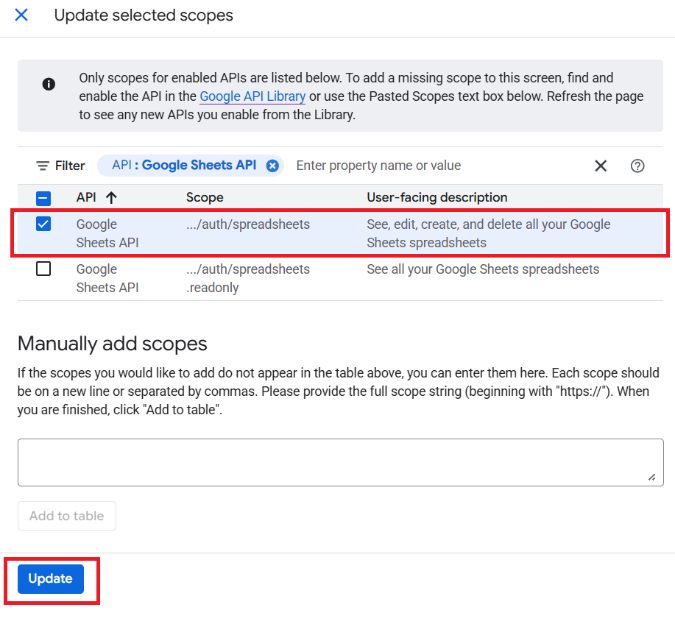 Update selected scopes
Only scopes for enabled APIs are listed below. To add a missing scope to this screen, find and
enable the API in the Google API Library or use the Pasted Scopes text box below. Refresh the page
to see any new APIs you enable from the Library.
Filter API : Google Sheets API Enter property name or value
API Scope User-facing description
Google .../auth/spreadsheets See, edit, create, and delete all your Google
Sheets API Sheets spreadsheets
Google .../auth/spreadsheets See all your Google Sheets spreadsheets
Sheets API .readonly
Manually add scopes
If the scopes you would like to add do not appear in the table above, you can enter them here. Each scope should
be on a new line or separated by commas. Please provide the full scope string (beginning with "https://"). When
you are finished, click "Add to table".
Add to table
Update